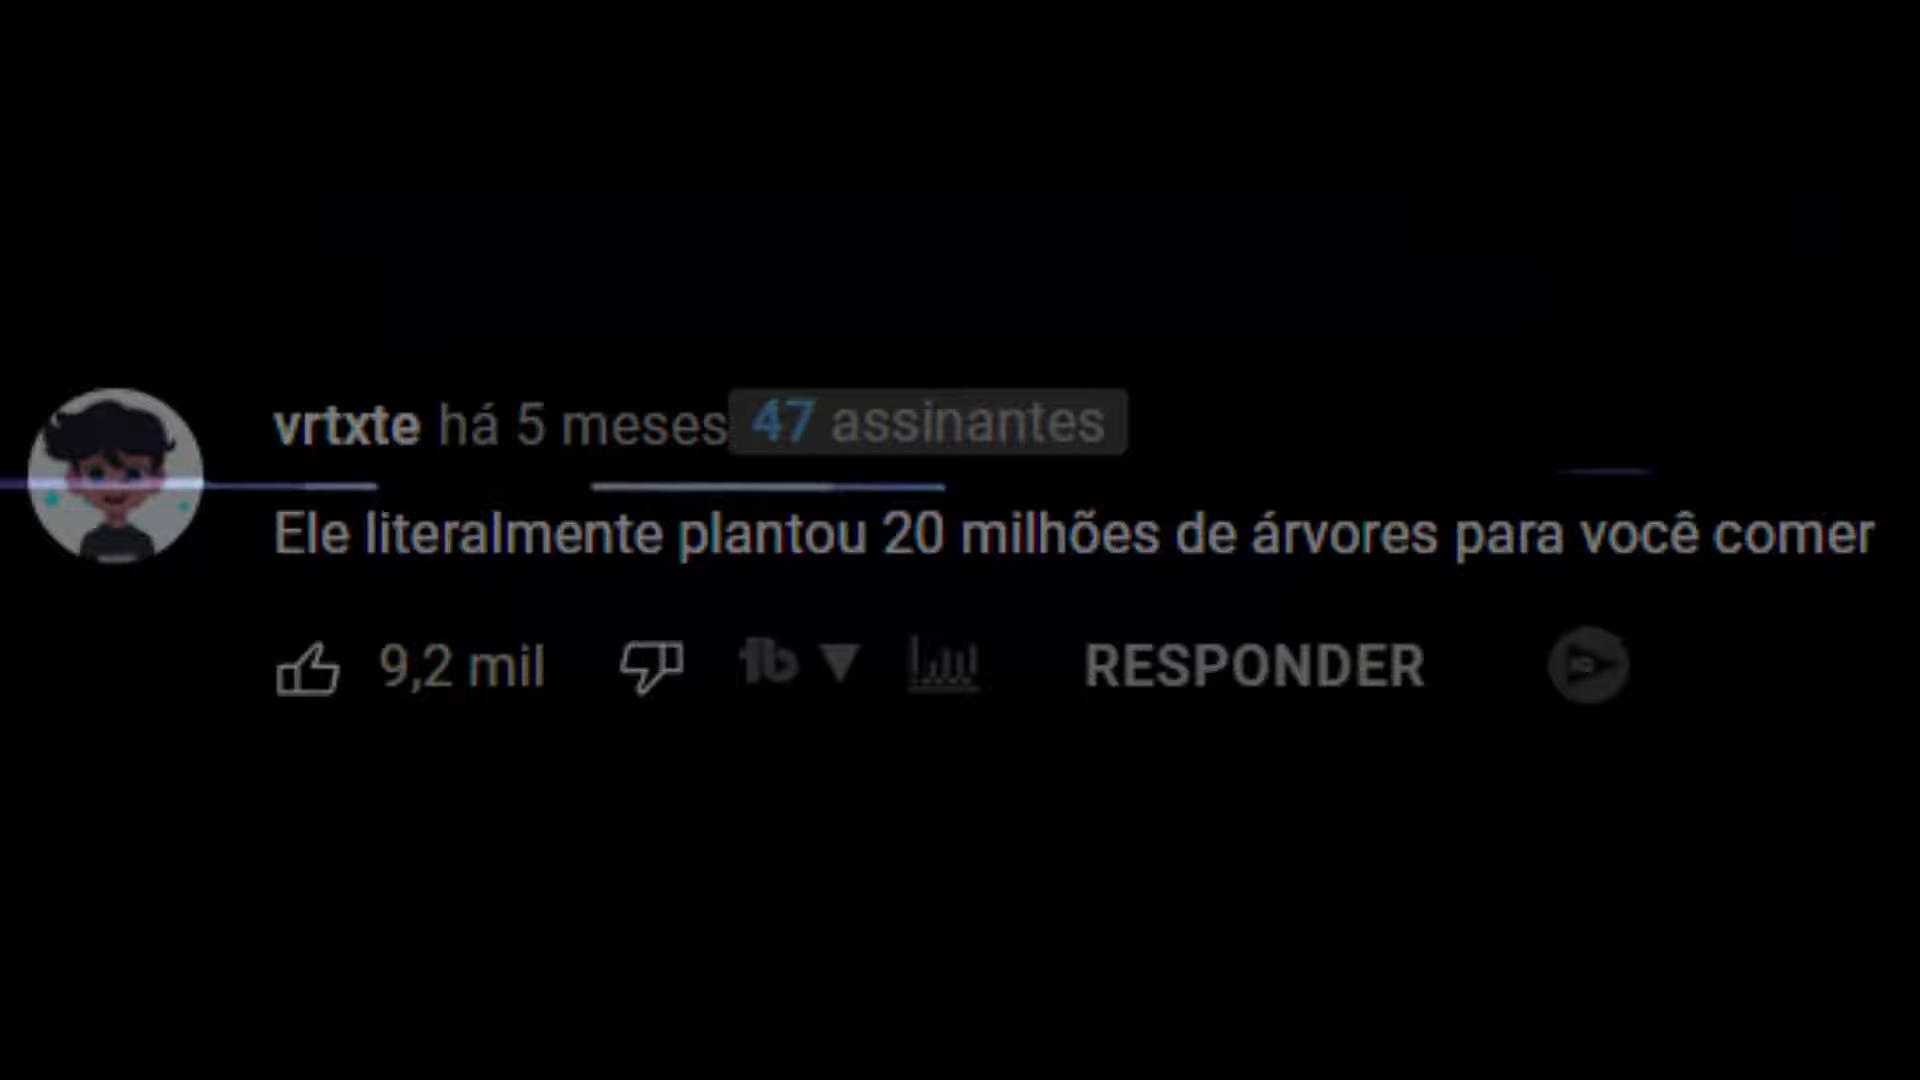 vrtxte há 5 meses 47 assinantes
Ele literalmente plantou 20 milhões de árvores para você comer
9,2 mil RESPONDER